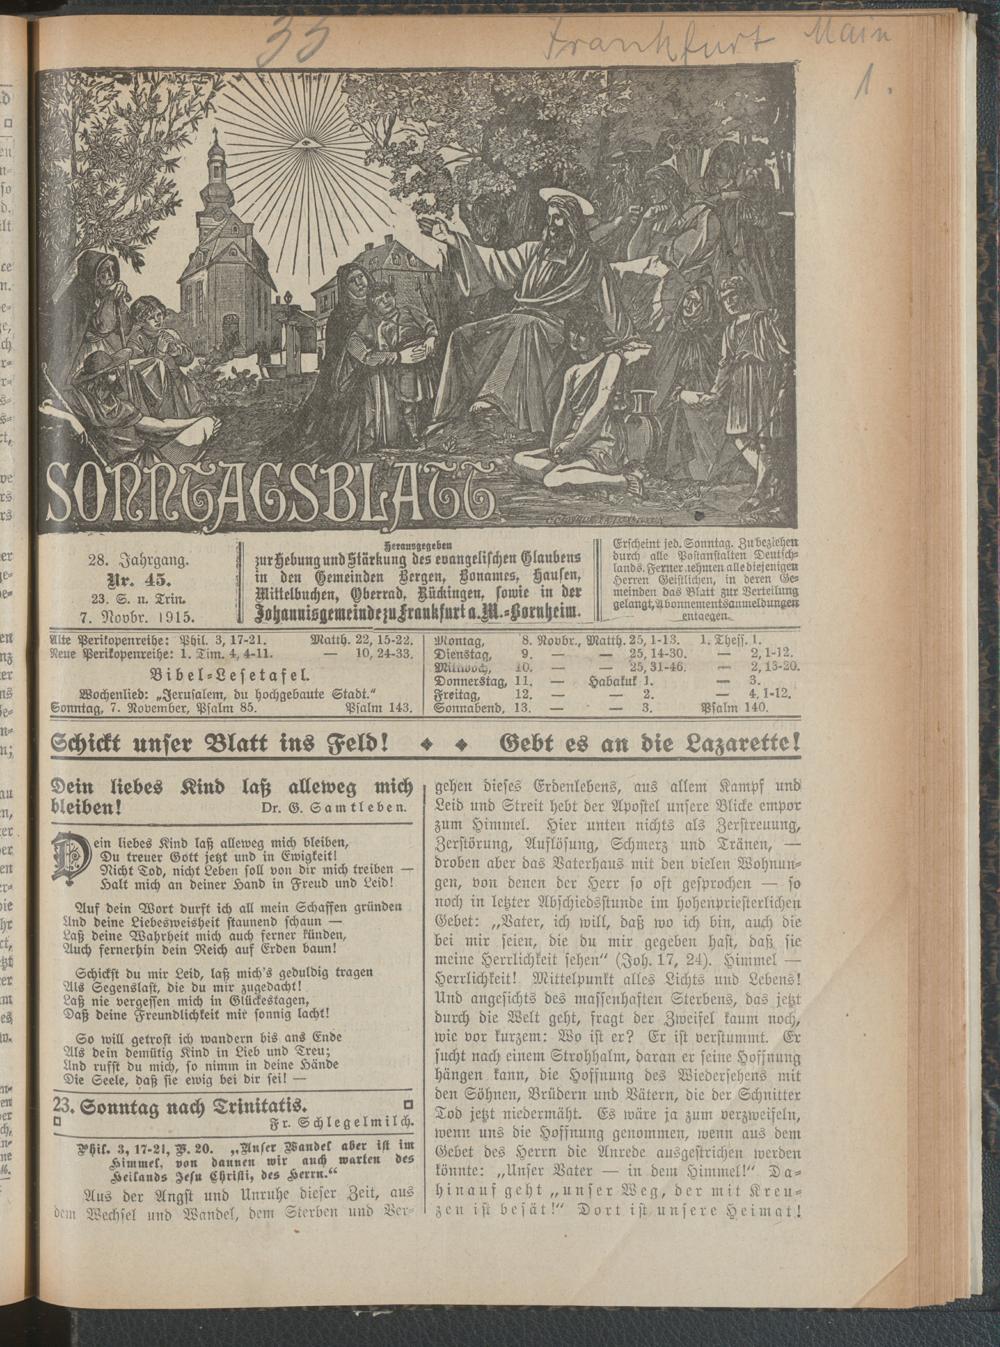 33
Frankfurt Main
1.
SONNTAGSBLATT
28. Jahrgang.
Nr. 45.
23. S. n. Trin.
7. Novbr. 1915.
Herausgegeben
zur Hebung und Stärkung des evangelischen Glaubens
in den Gemeinden Bergen, Bonames, Hausen,
Mittelbuchen, Oberrad, Rückingen, sowie in der
Johannisgemeinde zu Frankfurt a. M.-Bornheim.
Erscheint jed. Sonntag. Zu beziehen
durch alle Postanstalten Deutsch-
lands. Ferner nehmen alle diejenigen
Herren Geistlichen, in deren Ge-
meinden das Blatt zur Verteilung
gelangt, Abonnementsanmeldungen
entgegen.
Alte Perikopenreihe: Phil. 3, 17-21. Matth. 22, 15-22.
Neue Perikopenreihe: 1. Tim. 4, 4-11. — 10, 24-33.
Bibel-Lesetafel.
Wochenlied: „Jerusalem, du hochgebaute Stadt.“
Sonntag, 7. November, Psalm 85. Psalm 143.
Montag, 8. Novbr., Matth. 25, 1-13. 1. Thess. 1.
Dienstag, 9. — — 25, 14-30. — 2, 1-12.
Mittwoch, 10. — — 25, 31-46. — 2, 13-20.
Donnerstag, 11. — Habakuk 1. — 3.
Freitag, 12. — — 2. — 4, 1-12.
Sonnabend, 13. — — 3. Psalm 140.
Schickt unser Blatt ins Feld! ◆ ◆ Gebt es an die Lazarette!
Dein liebes Kind laß alleweg mich
bleiben! Dr. G. Samtleben.
Dein liebes Kind laß alleweg mich bleiben,
Du treuer Gott jetzt und in Ewigkeit!
Nicht Tod, nicht Leben soll von dir mich treiben —
Halt mich an deiner Hand in Freud und Leid!
Auf dein Wort durft ich all mein Schaffen gründen
Und deine Liebesweisheit staunend schaun —
Laß deine Wahrheit mich auch ferner künden,
Auch fernerhin dein Reich auf Erden baun!
Schickst du mir Leid, laß mich's geduldig tragen
Als Segenslast, die du mir zugedacht!
Laß nie vergessen mich in Glückestagen,
Daß deine Freundlichkeit mir sonnig lacht!
So will getrost ich wandern bis ans Ende
Als dein demütig Kind in Lieb und Treu;
Und rufst du mich, so nimm in deine Hände
Die Seele, daß sie ewig bei dir sei! —
23. Sonntag nach Trinitatis.
Fr. Schlegelmilch.
Phil. 3, 17-21, V. 20. „Unser Wandel aber ist im
Himmel, von dannen wir auch warten des
Heilands Jesu Christi, des Herrn.“
Aus der Angst und Unruhe dieser Zeit, aus
dem Wechsel und Wandel, dem Sterben und Ver-
gehen dieses Erdenlebens, aus allem Kampf und
Leid und Streit hebt der Apostel unsere Blicke empor
zum Himmel. Hier unten nichts als Zerstreuung,
Zerstörung, Auflösung, Schmerz und Tränen, —
droben aber das Vaterhaus mit den vielen Wohnun-
gen, von denen der Herr so oft gesprochen — so
noch in letzter Abschiedsstunde im hohenpriesterlichen
Gebet: „Vater, ich will, daß wo ich bin, auch die
bei mir seien, die du mir gegeben hast, daß sie
meine Herrlichkeit sehen“ (Joh. 17, 24). Himmel —
Herrlichkeit! Mittelpunkt alles Lichts und Lebens!
Und angesichts des massenhaften Sterbens, das jetzt
durch die Welt geht, fragt der Zweifel kaum noch,
wie vor kurzem: Wo ist er? Er ist verstummt. Er
sucht nach einem Strohhalm, daran er seine Hoffnung
hängen kann, die Hoffnung des Wiedersehens mit
den Söhnen, Brüdern und Vätern, die der Schnitter
Tod jetzt niedermäht. Es wäre ja zum verzweifeln,
wenn uns die Hoffnung genommen, wenn aus dem
Gebet des Herrn die Anrede ausgestrichen werden
könnte: „Unser Vater — in dem Himmel!“ Da-
hinauf geht „unser Weg, der mit Kreu-
zen ist besät!“ Dort ist unsere Heimat!